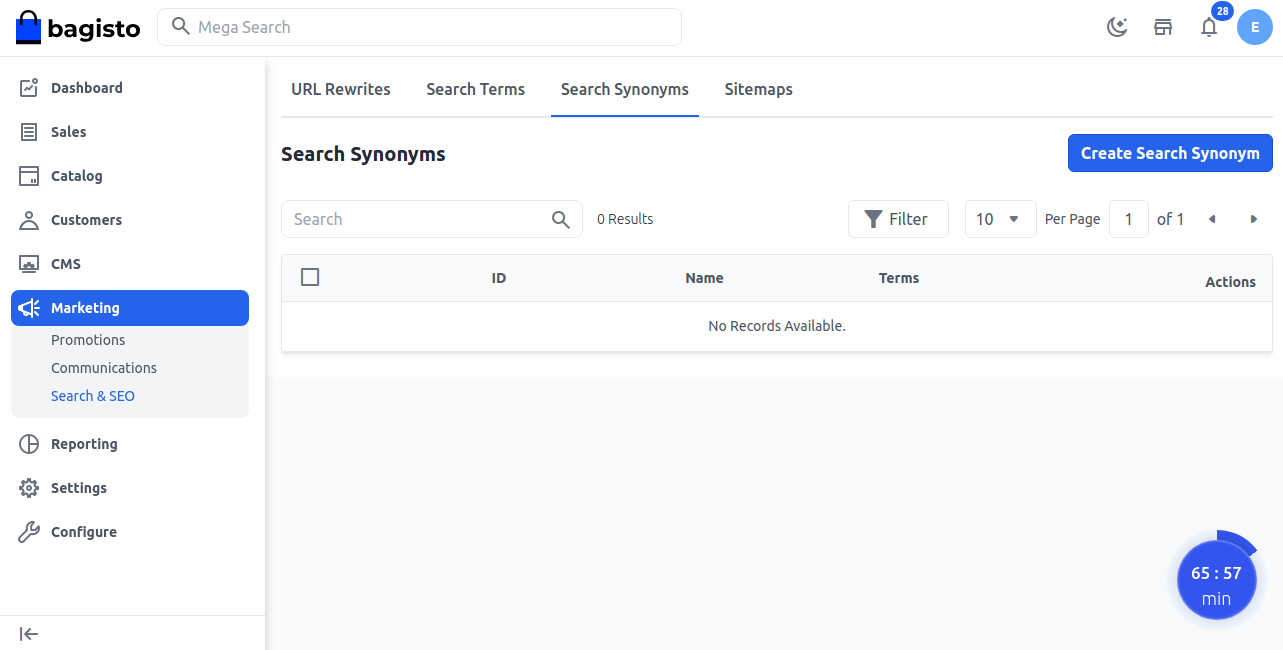 bagisto
Mega Search
28
E
Dashboard
Sales
Catalog
Customers
CMS
Marketing
Promotions
Communications
Search & SEO
Reporting
Settings
Configure
URL Rewrites Search Terms Search Synonyms Sitemaps
Search Synonyms
Create Search Synonym
Search 0 Results Filter 10 Per Page 1 of 1
ID Name Terms Actions
No Records Available.
65 : 57
min